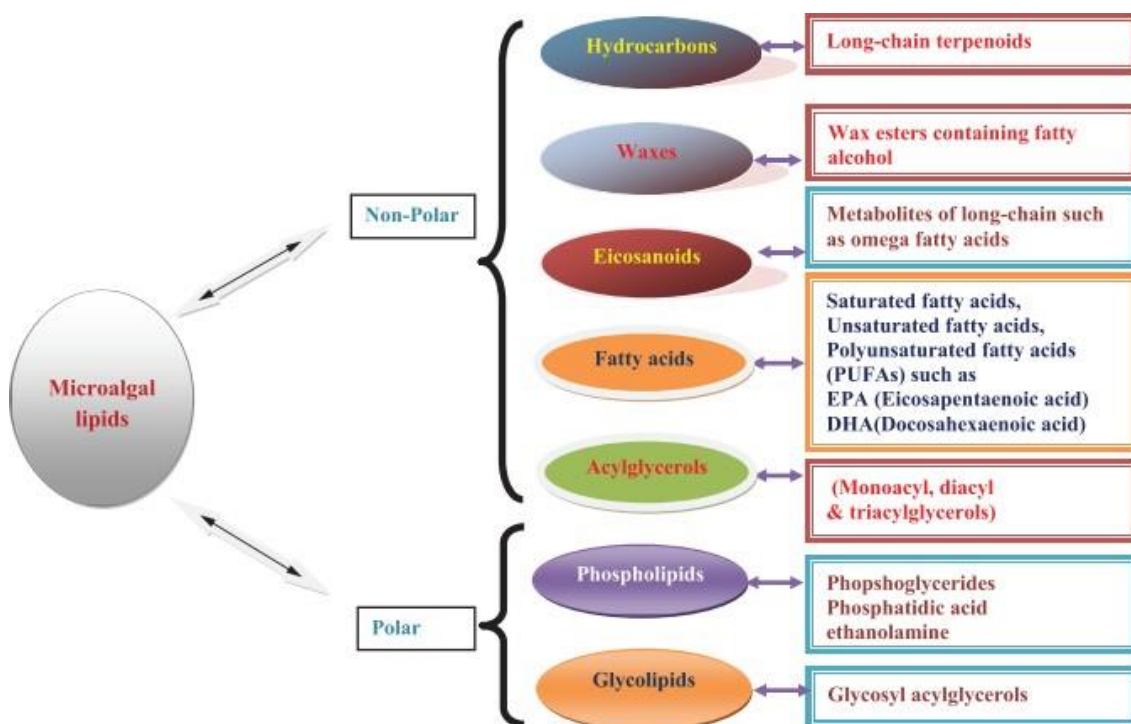 Hydrocarbons
Long-chain terpenoids
Waxes
Wax esters containing fatty
alcohol
Non-Polar
Eicosanoids
Metabolites of long-chain such
as omega fatty acids
Microalgal
lipids
Fatty acids
Saturated fatty acids,
Unsaturated fatty acids,
Polyunsaturated fatty acids
(PUFAs) such as
EPA (Eicosapentaenoic acid)
DHA(Docosahexaenoic acid)
Acylglycerols
(Monoacyl, diacyl
& triacylglycerols)
Polar
Phospholipids
Phopshoglycerides
Phosphatidic acid
ethanolamine
Glycolipids
Glycosyl acylglycerols